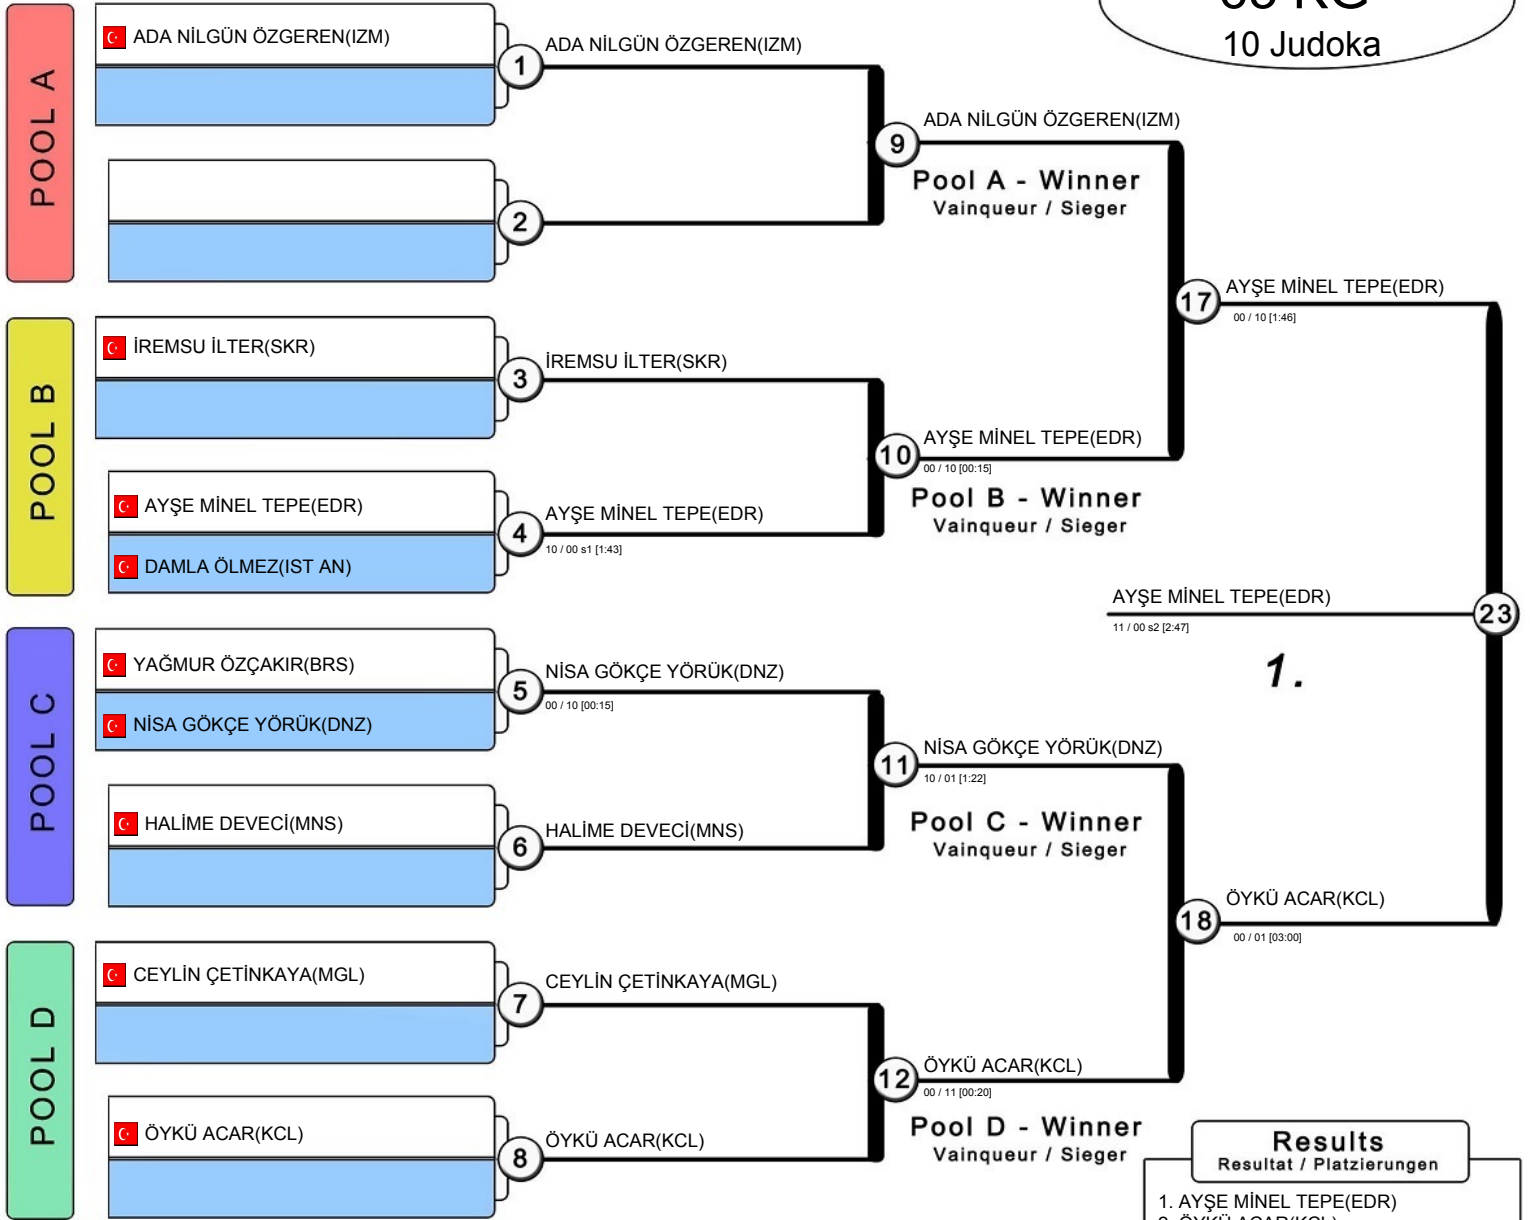 KG
10 Judoka
POOL A
ADA NİLGÜN ÖZGEREN(IZM)
1
ADA NİLGÜN ÖZGEREN(IZM)
2
9
ADA NİLGÜN ÖZGEREN(IZM)
Pool A - Winner
Vainqueur / Sieger
17
AYŞE MİNEL TEPE(EDR)
00 / 10 [1:46]
POOL B
İREMSU İLTER(SKR)
3
İREMSU İLTER(SKR)
AYŞE MİNEL TEPE(EDR)
DAMLA ÖLMEZ(IST AN)
4
AYŞE MİNEL TEPE(EDR)
10 / 00 s1 [1:43]
10
AYŞE MİNEL TEPE(EDR)
00 / 10 [00:15]
Pool B - Winner
Vainqueur / Sieger
AYŞE MİNEL TEPE(EDR)
11 / 00 s2 [2:47]
23
1.
POOL C
YAĞMUR ÖZÇAKIR(BRS)
NİSA GÖKÇE YÖRÜK(DNZ)
5
NİSA GÖKÇE YÖRÜK(DNZ)
00 / 10 [00:15]
HALİME DEVECİ(MNS)
6
HALİME DEVECİ(MNS)
11
NİSA GÖKÇE YÖRÜK(DNZ)
10 / 01 [1:22]
Pool C - Winner
Vainqueur / Sieger
18
ÖYKÜ ACAR(KCL)
00 / 01 [03:00]
POOL D
CEYLİN ÇETİNKAYA(MGL)
7
CEYLİN ÇETİNKAYA(MGL)
ÖYKÜ ACAR(KCL)
8
ÖYKÜ ACAR(KCL)
12
ÖYKÜ ACAR(KCL)
00 / 11 [00:20]
Pool D - Winner
Vainqueur / Sieger
Results
Resultat / Platzierungen
1. AYŞE MİNEL TEPE(EDR)
2. ÖYKÜ ACAR(KCL)